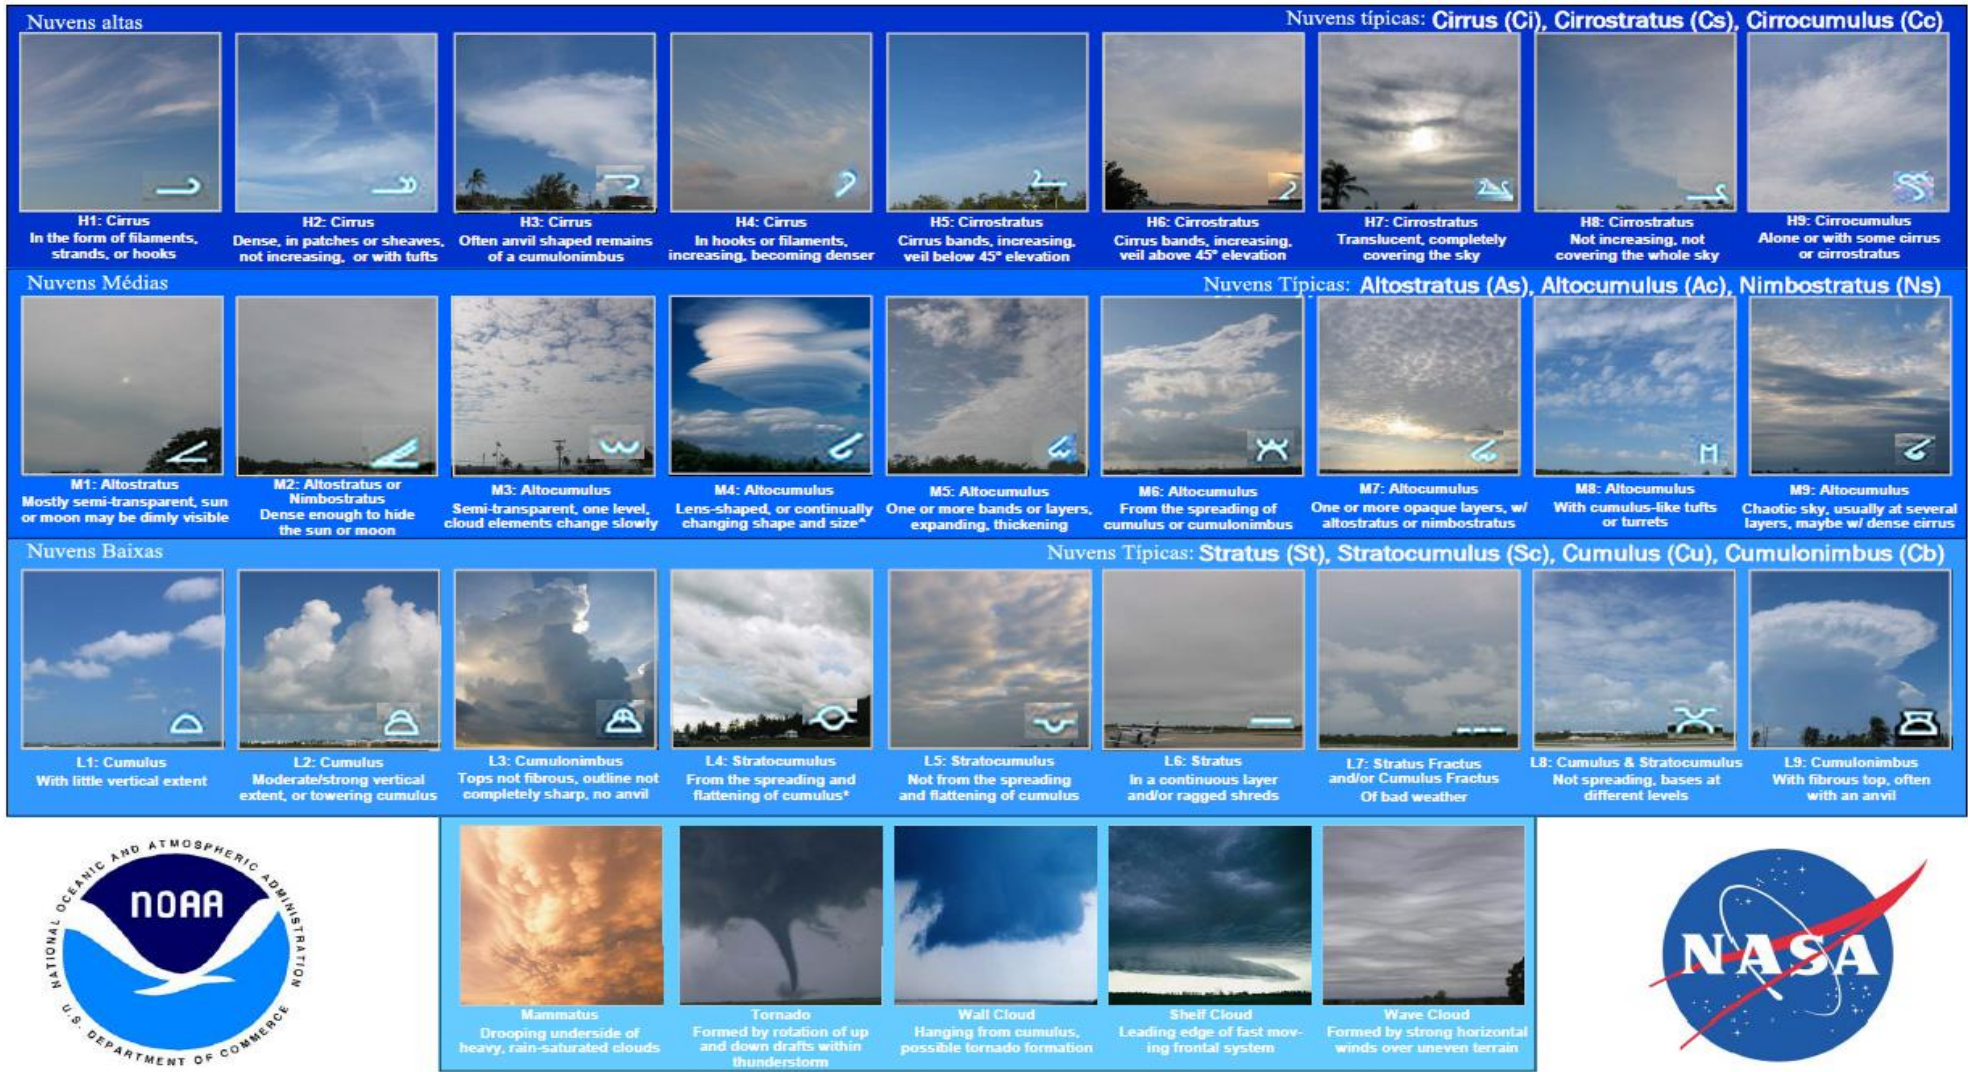 Nuvens altas
Nuvens típicas: Cirrus (Ci), Cirrostratus (Cs), Cirrocumulus (Cc)
H1: Cirrus
In the form of filaments,
strands, or hooks
H2: Cirrus
Dense, in patches or sheaves,
not increasing, or with tufts
H3: Cirrus
Often anvil shaped remains
of a cumulonimbus
H4: Cirrus
In hooks or filaments,
increasing, becoming denser
H5: Cirrostratus
Cirrus bands, increasing,
veil below 45° elevation
H6: Cirrostratus
Cirrus bands, increasing,
veil above 45° elevation
H7: Cirrostratus
Translucent, completely
covering the sky
H8: Cirrostratus
Not increasing, not
covering the whole sky
H9: Cirrocumulus
Alone or with some cirrus
or cirrostratus
Nuvens Médias
Nuvens Típicas: Altostratus (As), Altocumulus (Ac), Nimbostratus (Ns)
M1: Altostratus
Mostly semi-transparent, sun
or moon may be dimly visible
M2: Altostratus or
Nimbostratus
Dense enough to hide
the sun or moon
M3: Altocumulus
Semi-transparent, one level,
cloud elements change slowly
M4: Altocumulus
Lens-shaped, or continually
changing shape and size^
M5: Altocumulus
One or more bands or layers,
expanding, thickening
M6: Altocumulus
From the spreading of
cumulus or cumulonimbus
M7: Altocumulus
One or more opaque layers, w/
altostratus or nimbostratus
M8: Altocumulus
With cumulus-like tufts
or turrets
M9: Altocumulus
Chaotic sky, usually at several
layers, maybe w/ dense cirrus
Nuvens Baixas
Nuvens Típicas: Stratus (St), Stratocumulus (Sc), Cumulus (Cu), Cumulonimbus (Cb)
L1: Cumulus
With little vertical extent
L2: Cumulus
Moderate/strong vertical
extent, or towering cumulus
L3: Cumulonimbus
Tops not fibrous, outline not
completely sharp, no anvil
L4: Stratocumulus
From the spreading and
flattening of cumulus*
L5: Stratocumulus
Not from the spreading
and flattening of cumulus
L6: Stratus
In a continuous layer
and/or ragged shreds
L7: Stratus Fractus
and/or Cumulus Fractus
Of bad weather
L8: Cumulus & Stratocumulus
Not spreading, bases at
different levels
L9: Cumulonimbus
With fibrous top, often
with an anvil
NATIONAL OCEANIC AND ATMOSPHERIC ADMINISTRATION
NOAA
U.S. DEPARTMENT OF COMMERCE
Mammatus
Drooping underside of
heavy, rain-saturated clouds
Tornado
Formed by rotation of up
and down drafts within
thunderstorm
Wall Cloud
Hanging from cumulus,
possible tornado formation
Shelf Cloud
Leading edge of fast mov-
ing frontal system
Wave Cloud
Formed by strong horizontal
winds over uneven terrain
NASA